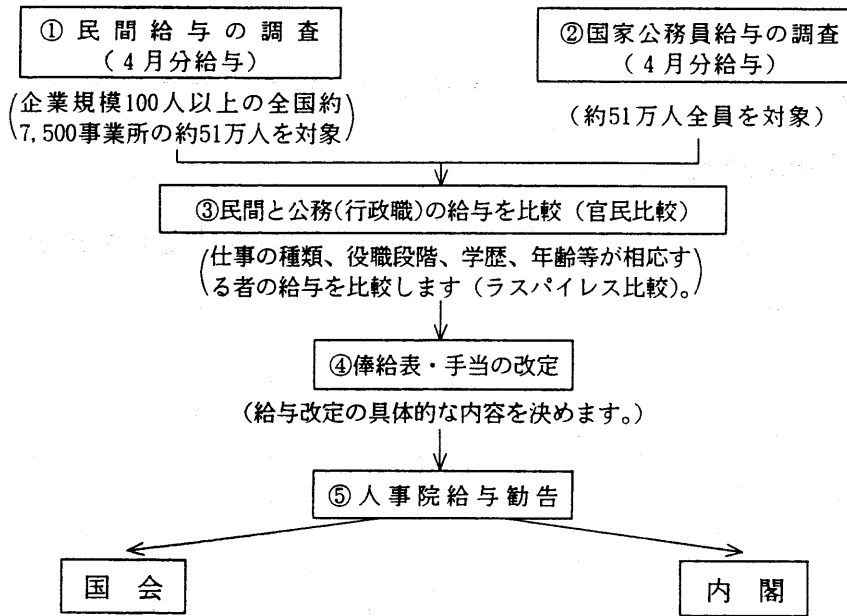 ① 民 間 給 与 の 調 査
（ 4 月 分 給 与 ）
②国家公務員給与の調査
（ 4 月 分 給 与 ）
（企業規模100人以上の全国約
7,500事業所の約51万人を対象）
（約51万人全員を対象）
③民間と公務(行政職)の給与を比較（官民比較）
（仕事の種類、役職段階、学歴、年齢等が相応す
る者の給与を比較します（ラスパイレス比較）。）
④俸給表・手当の改定
（給与改定の具体的な内容を決めます。）
⑤ 人 事 院 給 与 勧 告
国 会
内 閣